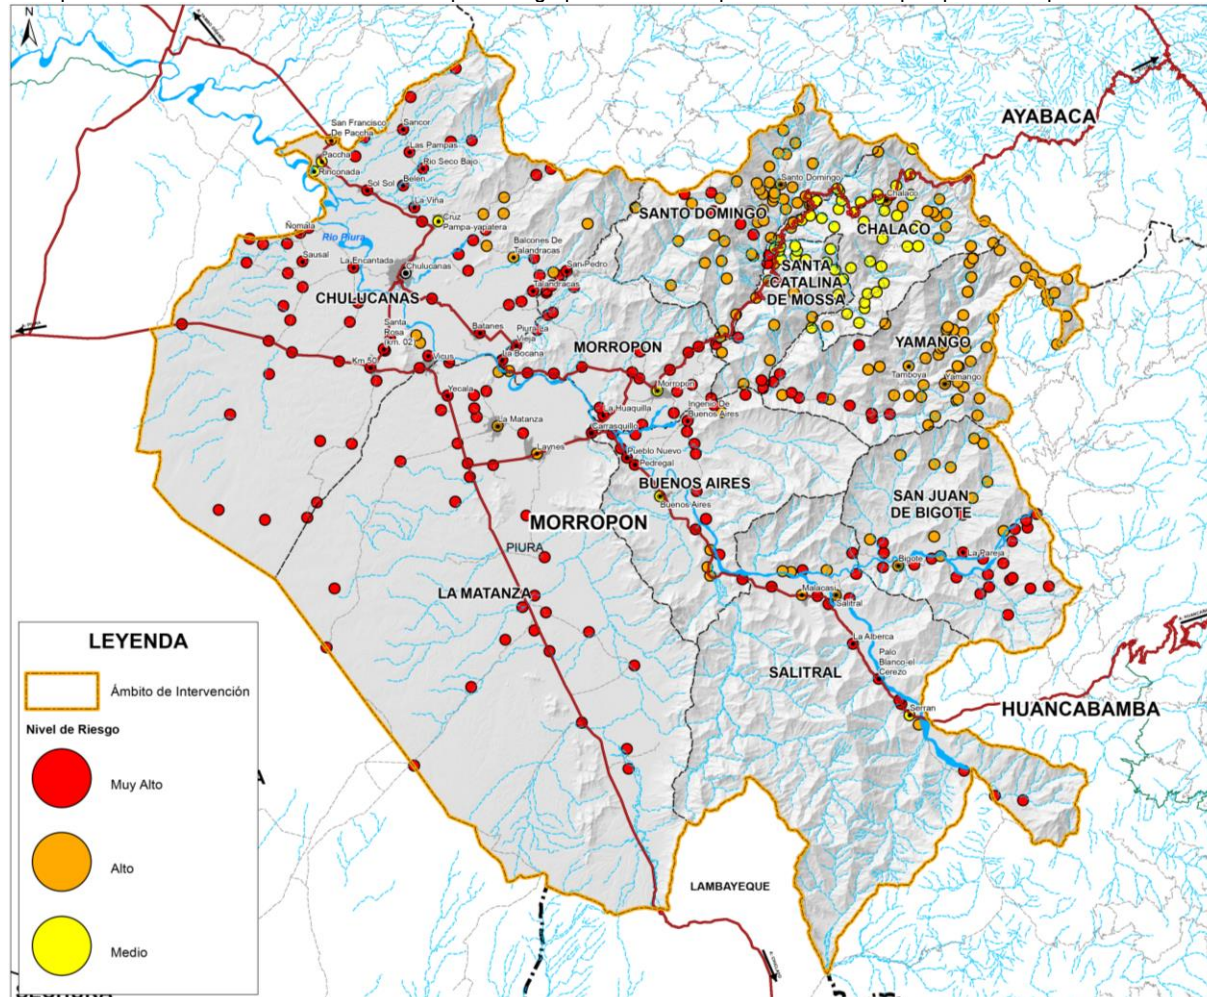 N
San Francisco
De Paccha
Sancor
Paccha
Las Pampas
Rinconada
Rio Seco Bajo
Sol Sol
Belen
La Viña
Cruz
Pampa-yapatera
Ñomala
Rio Piura
Sausal
La Encantada
Chulucanas
Balcones De
Talandracas
San Pedro
Talandracas
CHULUCANAS
Santa
Rosa
(km. 02)
Batanes
Piura la
Vieja
La Bocana
Km 50
Vicus
Yecala
MORROPON
Morropon
La Huaquilla
Ingenio De
Buenos Aires
La Matanza
Carrasquillo
Laynes
Pueblo Nuevo
Pedregal
BUENOS AIRES
Buenos Aires
MORROPON
PIURA
LA MATANZA
SANTO DOMINGO
Santo Domingo
Chalaco
CHALACO
SANTA
CATALINA
DE MOSSA
YAMANGO
Tamboya
Yamango
SAN JUAN
DE BIGOTE
La Pareja
Bigote
Malacasi
Salitral
La Alberca
Palo
Blanco-el
Cerezo
SALITRAL
Serran
AYABACA
HUANCABAMBA
LAMBAYEQUE
LEYENDA
Ámbito de Intervención
Nivel de Riesgo
Muy Alto
Alto
Medio